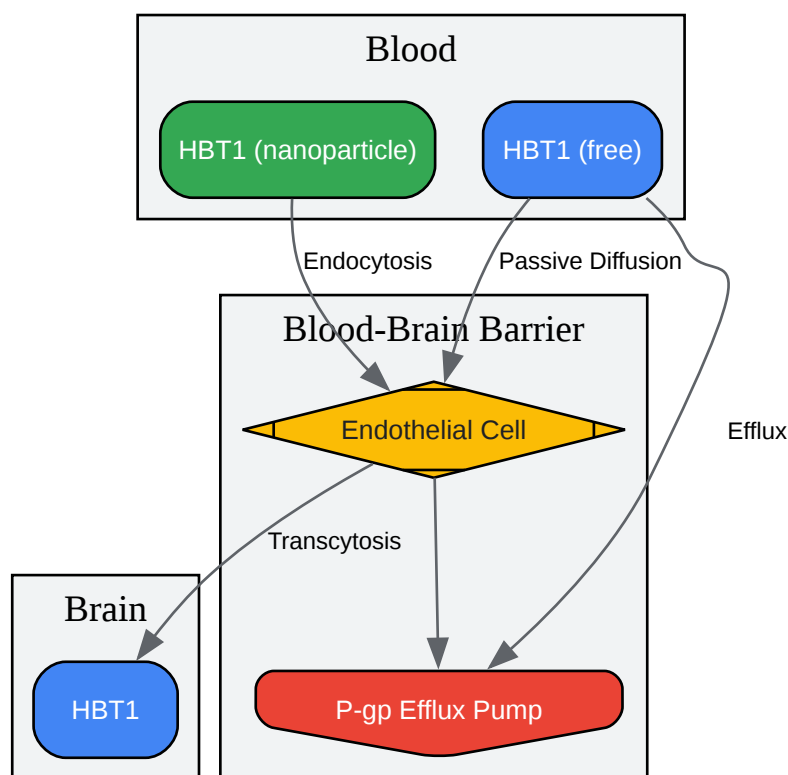 Blood
HBT1 (nanoparticle)
HBT1 (free)
Endocytosis
Passive Diffusion
Blood-Brain Barrier
Endothelial Cell
Efflux
Transcytosis
Brain
HBT1
P-gp Efflux Pump